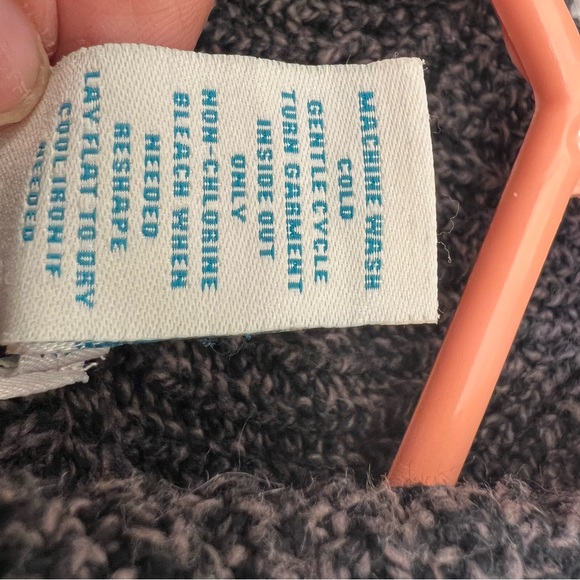 MACHINE WASH
COLD
GENTLE CYCLE
TURN GARMENT
INSIDE OUT
ONLY
NON-CHLORINE
BLEACH WHEN
NEEDED
RESHAPE
LAY FLAT TO DRY
COOL IRON IF
NEEDED